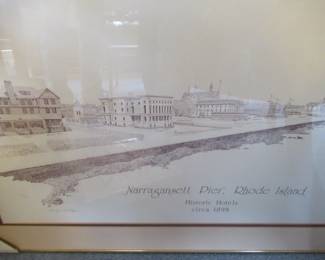 Narragansett Pier, Rhode Island
Historic Hotels
circa 1899